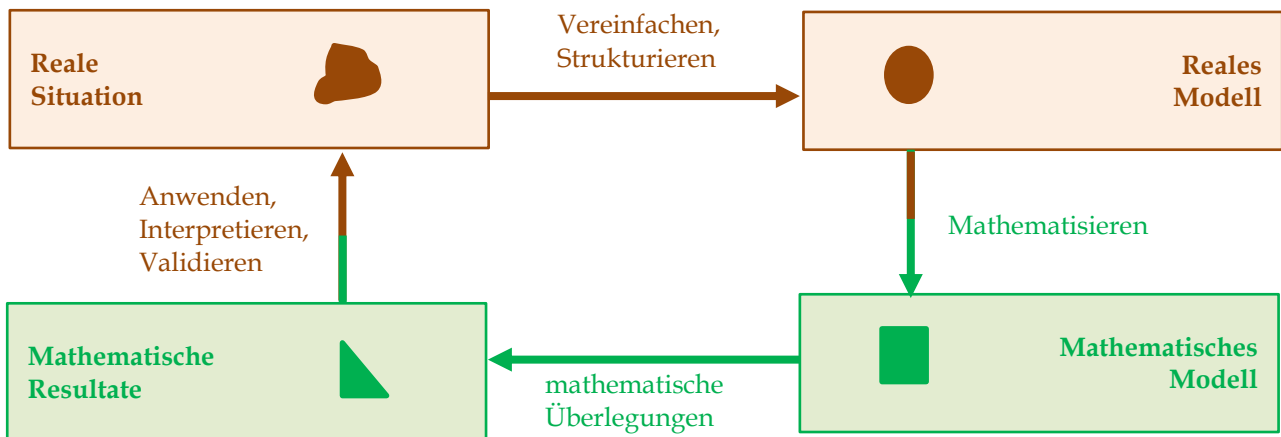 Reale
Situation
Vereinfachen,
Strukturieren
Reales
Modell
Anwenden,
Interpretieren,
Validieren
Mathematisieren
Mathematische
Resultate
mathematische
Überlegungen
Mathematisches
Modell